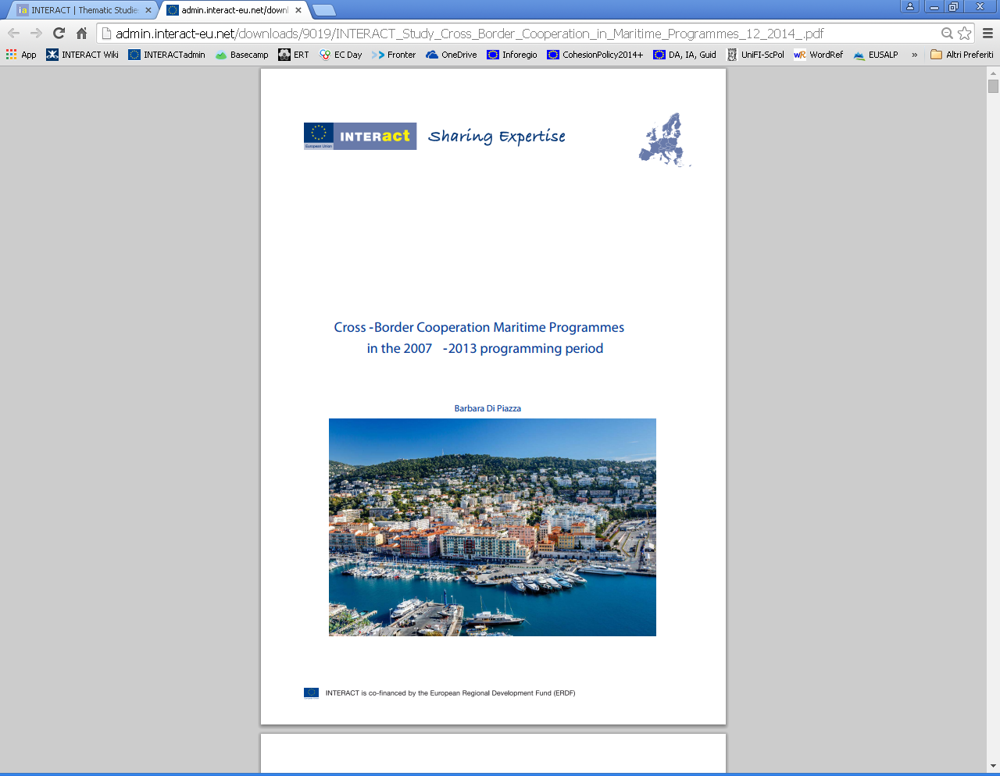 INTERACT | Thematic Studie
admin.interact-eu.net/downl
admin.interact-eu.net/downloads/9019/INTERACT_Study_Cross_Border_Cooperation_in_Maritime_Programmes_12_2014_.pdf
App INTERACT Wiki INTERACTadmin Basecamp ERT EC Day Fronter OneDrive Inforegio CohesionPolicy2014+ DA, IA, Guid UniFI-ScPol WordRef EUSALP » Altri Preferiti
European Union
INTERact
Sharing Expertise
Cross -Border Cooperation Maritime Programmes
in the 2007 -2013 programming period
Barbara Di Piazza
INTERACT is co-financed by the European Regional Development Fund (ERDF)